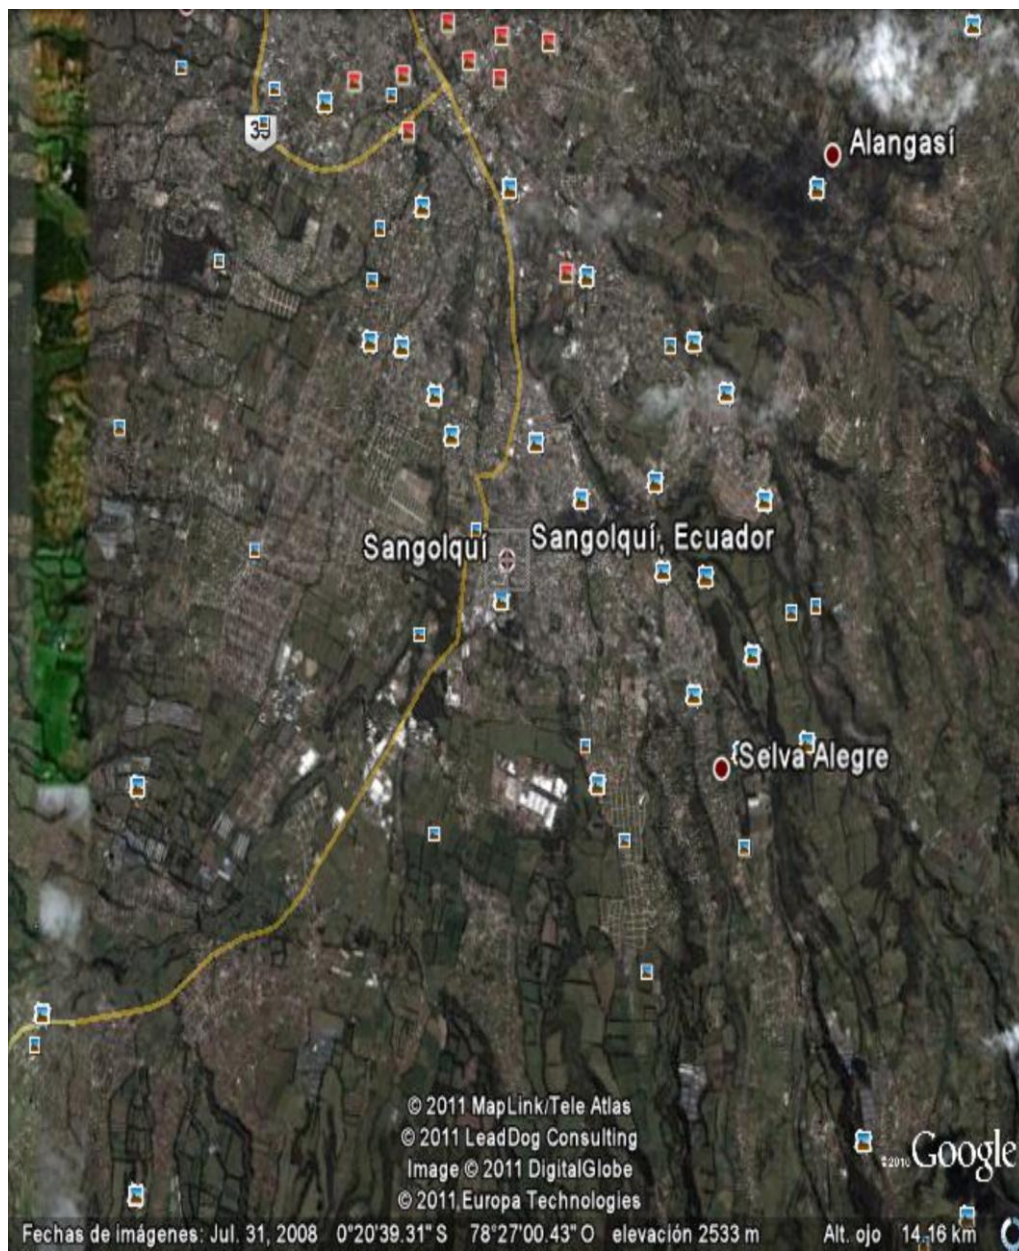 35
Alangasí
Sangolquí
Sangolquí, Ecuador
Selva Alegre
© 2011 MapLink/Tele Atlas
© 2011 LeadDog Consulting
Image © 2011 DigitalGlobe
© 2011 Europa Technologies
©2010 Google
Fechas de imágenes: Jul. 31, 2008 0°20'39.31" S 78°27'00.43" O elevación 2533 m Alt. ojo 14.16 km